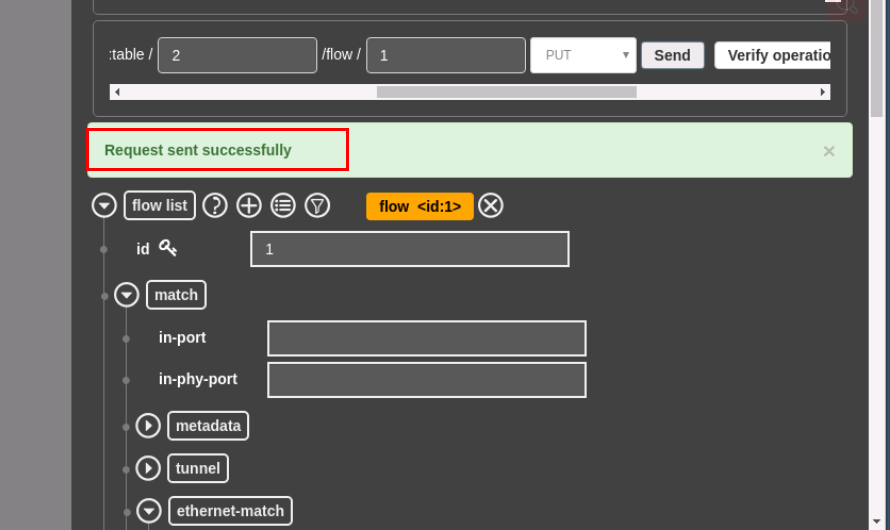 :table / 2 /flow / 1 PUT Send Verify operatio
Request sent successfully ×
flow list flow <id:1>
id 1
match
in-port
in-phy-port
metadata
tunnel
ethernet-match